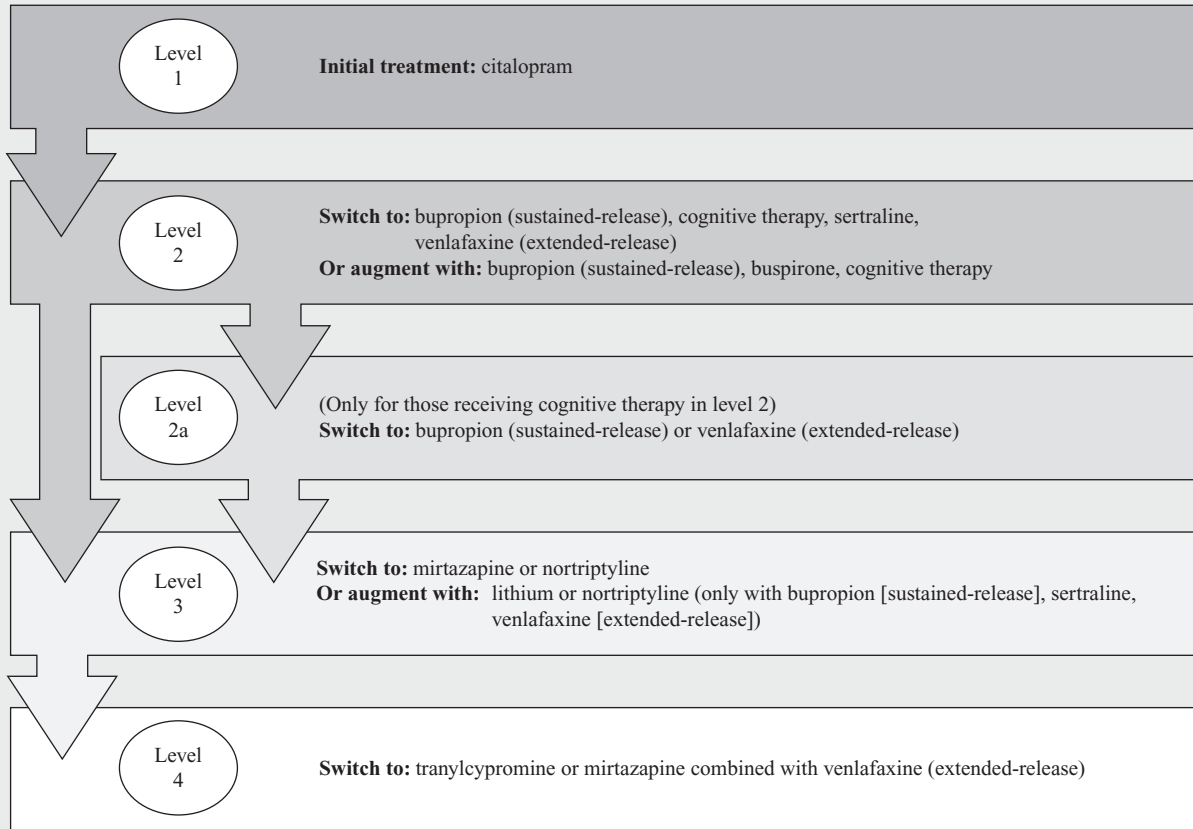 Level
1
Initial treatment: citalopram
Level
2
Switch to: bupropion (sustained-release), cognitive therapy, sertraline,
venlafaxine (extended-release)
Or augment with: bupropion (sustained-release), buspirone, cognitive therapy
Level
2a
(Only for those receiving cognitive therapy in level 2)
Switch to: bupropion (sustained-release) or venlafaxine (extended-release)
Level
3
Switch to: mirtazapine or nortriptyline
Or augment with: lithium or nortriptyline (only with bupropion [sustained-release], sertraline,
venlafaxine [extended-release])
Level
4
Switch to: tranylcypromine or mirtazapine combined with venlafaxine (extended-release)